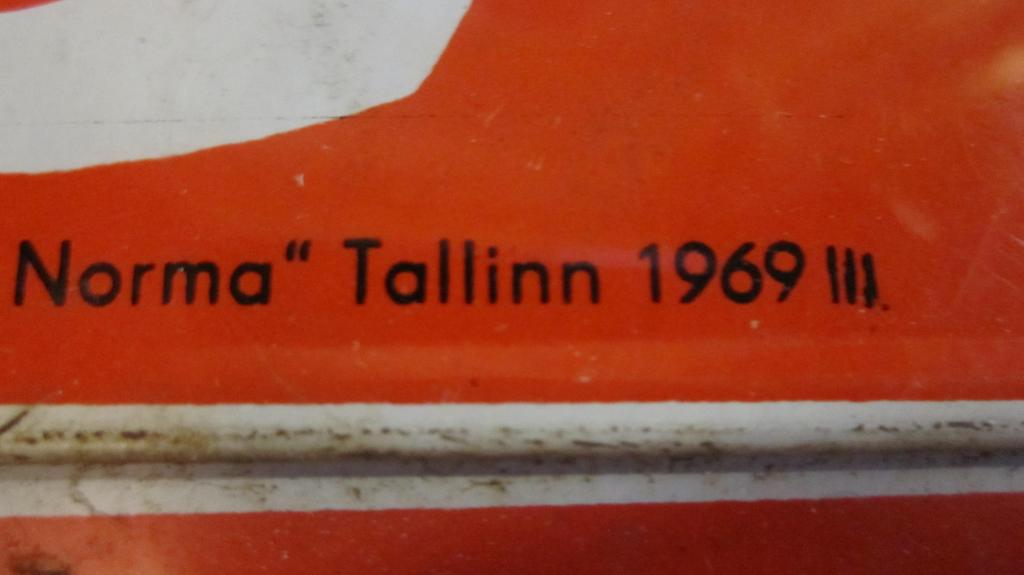 Norma“ Tallinn 1969 III.